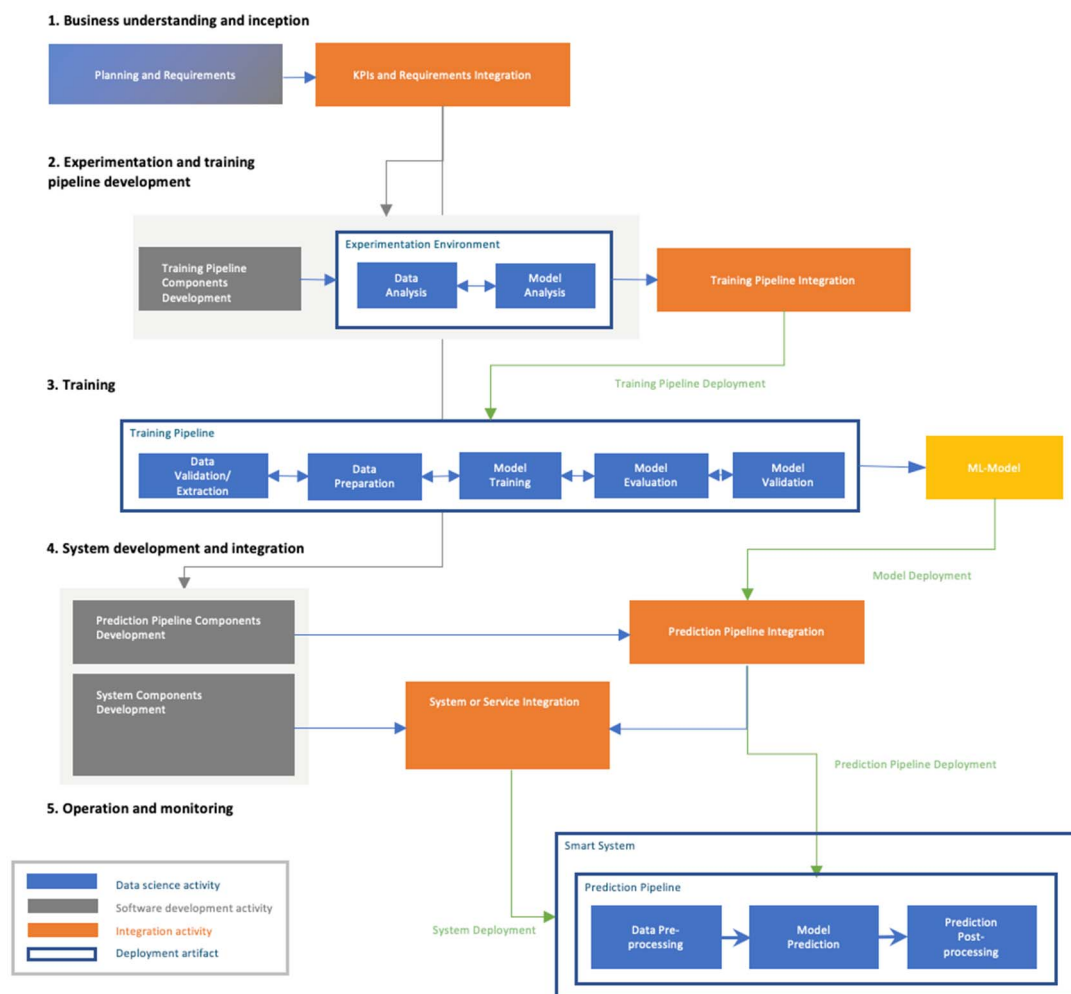 1. Business understanding and inception
Planning and Requirements
KPIs and Requirements Integration
2. Experimentation and training
pipeline development
Experimentation Environment
Training Pipeline
Components
Development
Data
Analysis
Model
Analysis
Training Pipeline Integration
3. Training
Training Pipeline Deployment
Training Pipeline
Data
Validation/
Extraction
Data
Preparation
Model
Training
Model
Evaluation
Model
Validation
ML-Model
4. System development and integration
Model Deployment
Prediction Pipeline Components
Development
Prediction Pipeline Integration
System Components
Development
System or Service Integration
Prediction Pipeline Deployment
5. Operation and monitoring
Smart System
Prediction Pipeline
Data Pre-
processing
Model
Prediction
Prediction
Post-
processing
System Deployment
Data science activity
Software development activity
Integration activity
Deployment artifact